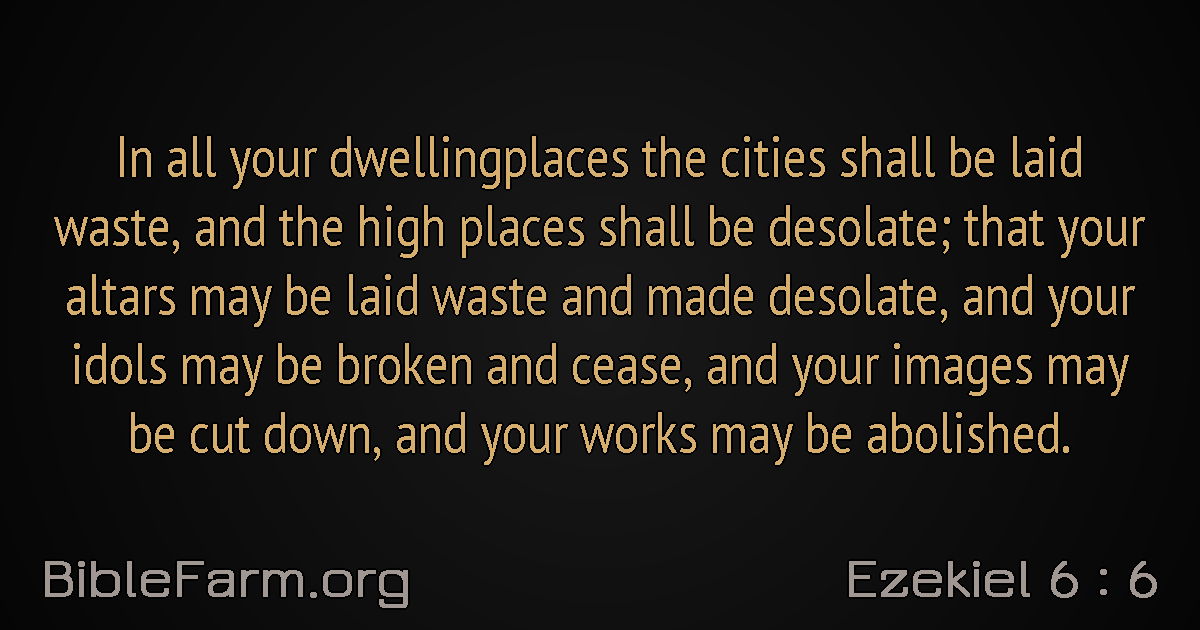 In all your dwellingplaces the cities shall be laid
waste, and the high places shall be desolate; that your
altars may be laid waste and made desolate, and your
idols may be broken and cease, and your images may
be cut down, and your works may be abolished.
BibleFarm.org
Ezekiel 6 : 6